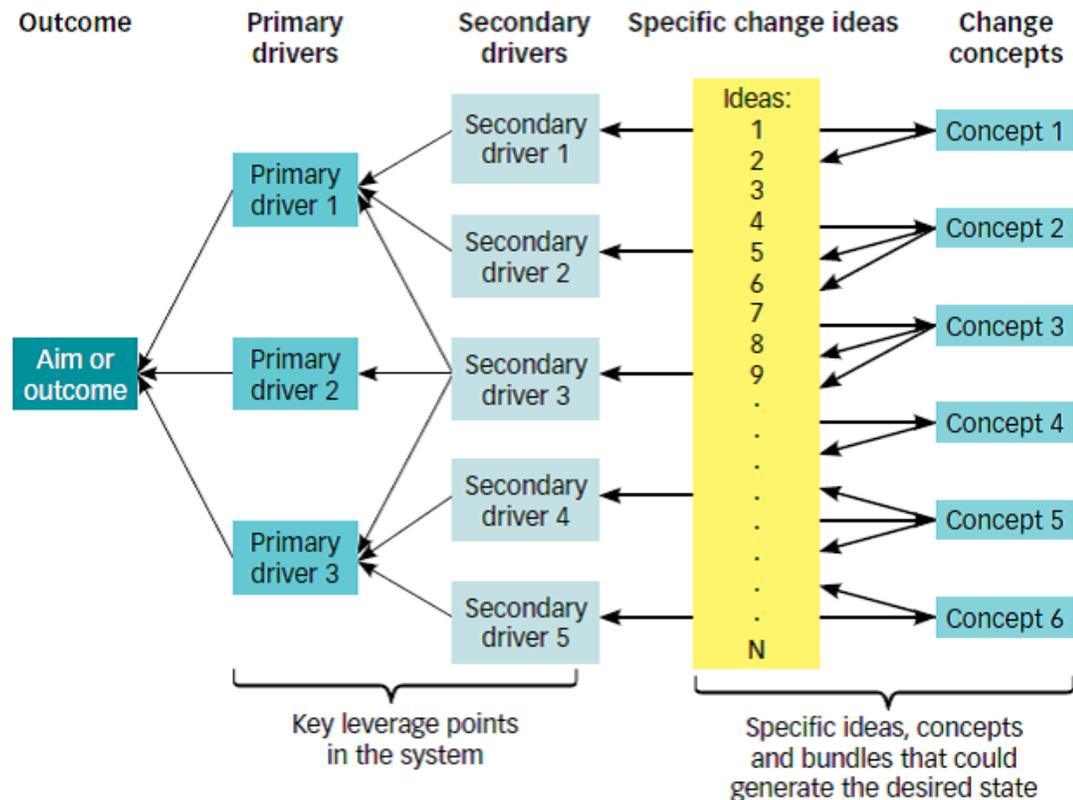 Outcome
Primary
drivers
Secondary
drivers
Specific change ideas
Change
concepts
Aim or
outcome
Primary
driver 1
Primary
driver 2
Primary
driver 3
Secondary
driver 1
Secondary
driver 2
Secondary
driver 3
Secondary
driver 4
Secondary
driver 5
Ideas:
1
2
3
4
5
6
7
8
9
.
.
.
.
.
.
.
.
N
Concept 1
Concept 2
Concept 3
Concept 4
Concept 5
Concept 6
Key leverage points
in the system
Specific ideas, concepts
and bundles that could
generate the desired state